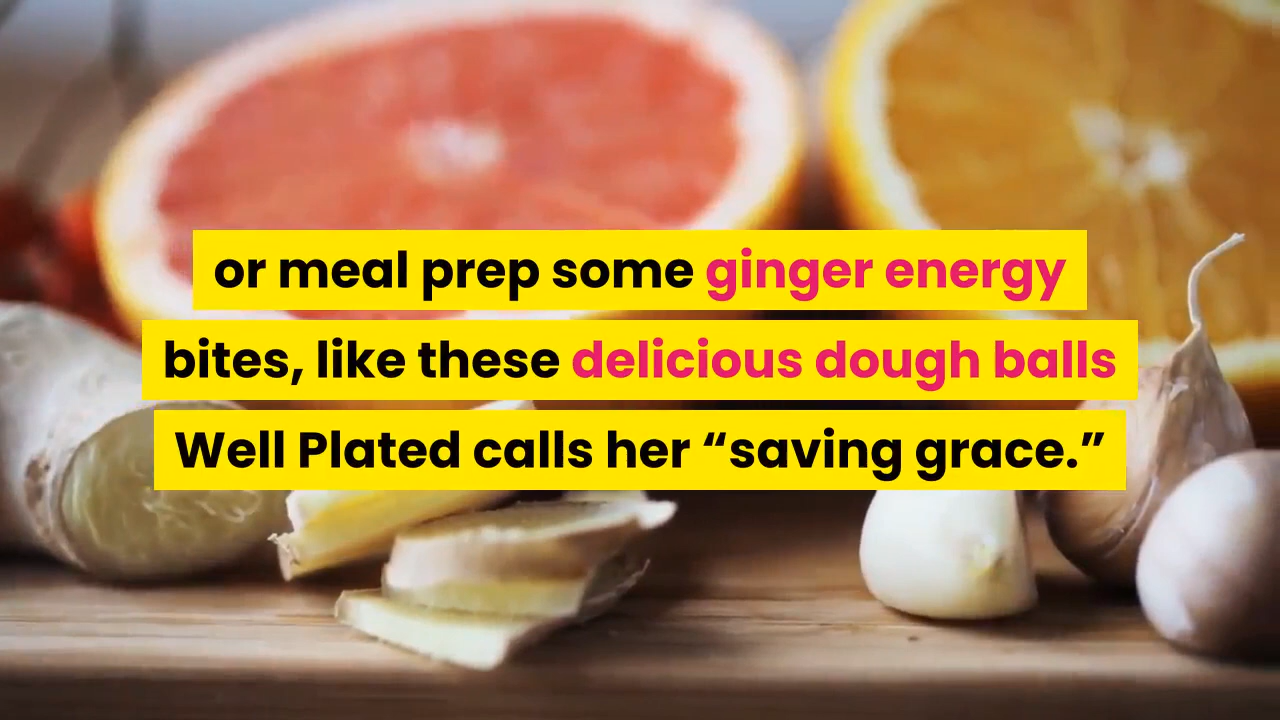 or meal prep some ginger energy
bites, like these delicious dough balls
Well Plated calls her “saving grace.”